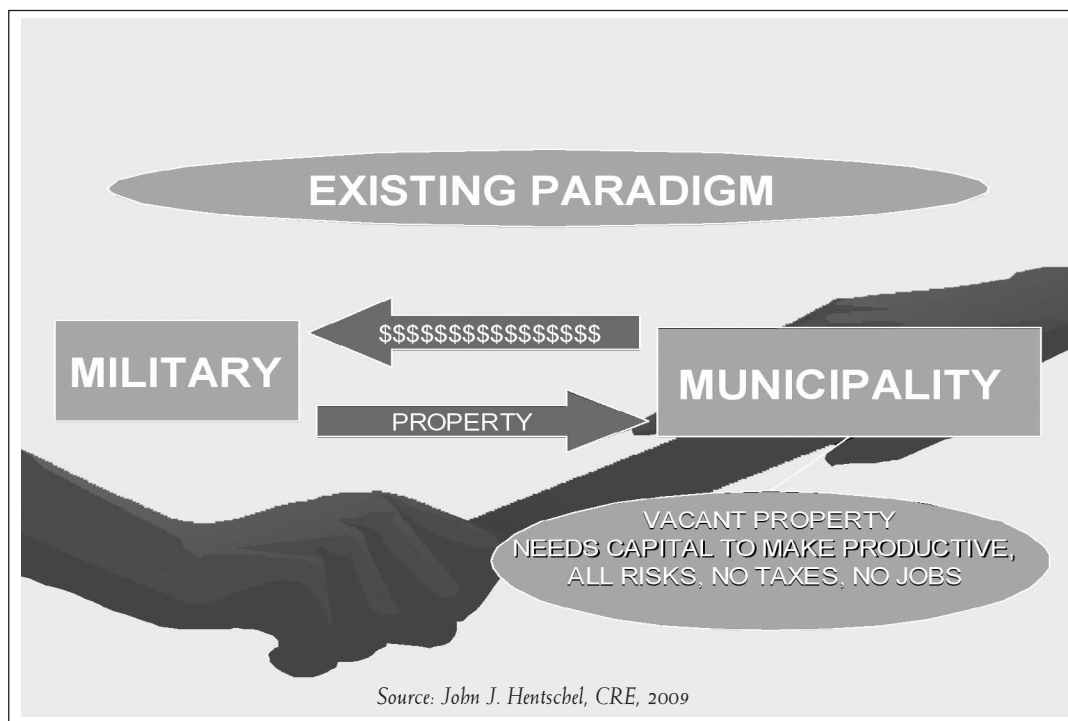 EXISTING PARADIGM
$$$$$$$$$$$$$$$$
MILITARY
MUNICIPALITY
PROPERTY
VACANT PROPERTY
NEEDS CAPITAL TO MAKE PRODUCTIVE,
ALL RISKS, NO TAXES, NO JOBS
Source: John J. Hentschel, CRE, 2009